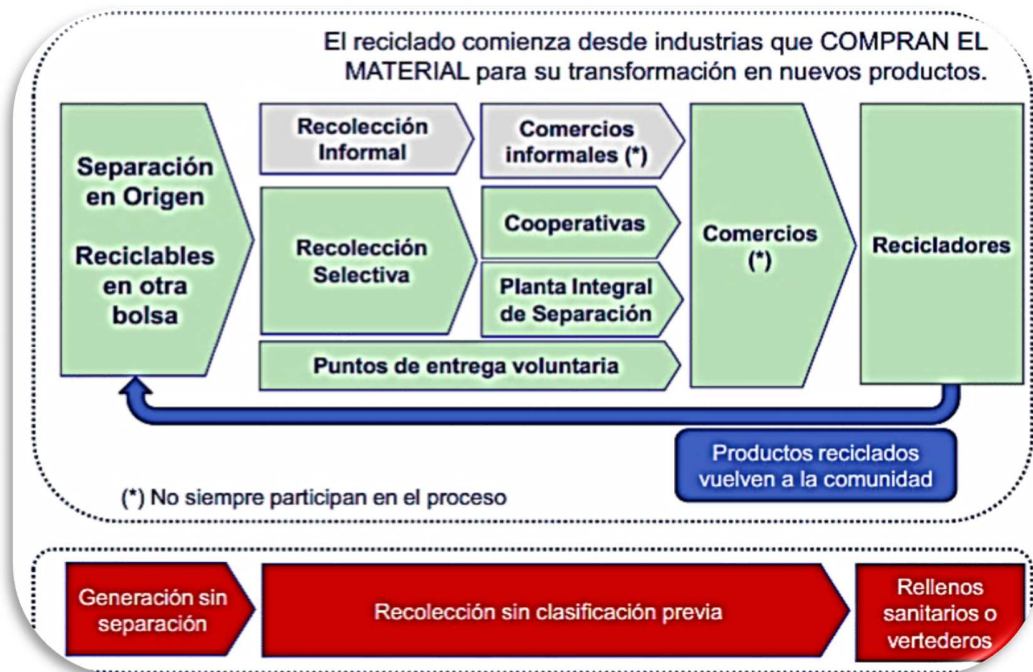 El reciclado comienza desde industrias que COMPRAN EL
MATERIAL para su transformación en nuevos productos.
Separación
en Origen
Reciclables
en otra
bolsa
Recolección
Informal
Comercios
informales (*)
Recolección
Selectiva
Cooperativas
Planta Integral
de Separación
Puntos de entrega voluntaria
Comercios
(*)
Recicladores
Productos reciclados
vuelven a la comunidad
(*) No siempre participan en el proceso
Generación sin
separación
Recolección sin clasificación previa
Rellenos
sanitarios o
vertederos